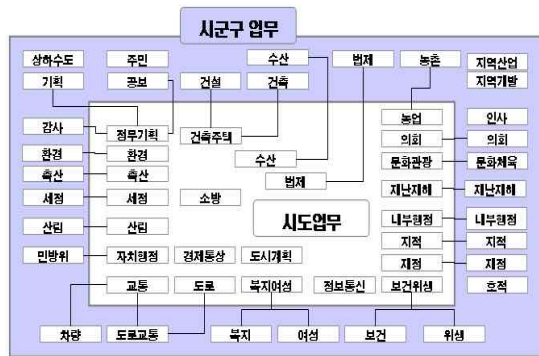 시군구 업무
상하수도 주민 수산 법제 농촌 지역산업
기획 공보 건설 건축 지역개발
감사 정무기획 건축주택 농업 인사
의회 의회
환경 환경 수산 문화관광 문화체육
축산 축산 법제 재난재해 재난재해
세정 세정 소방
산림 산림 시도업무 내부행정 내부행정
지적 지적
민방위 자치행정 경제통상 도시계획 재정 재정
교통 도로 복지여성 정보통신 보건위생 호적
차량 도로교통 복지 여성 보건 위생